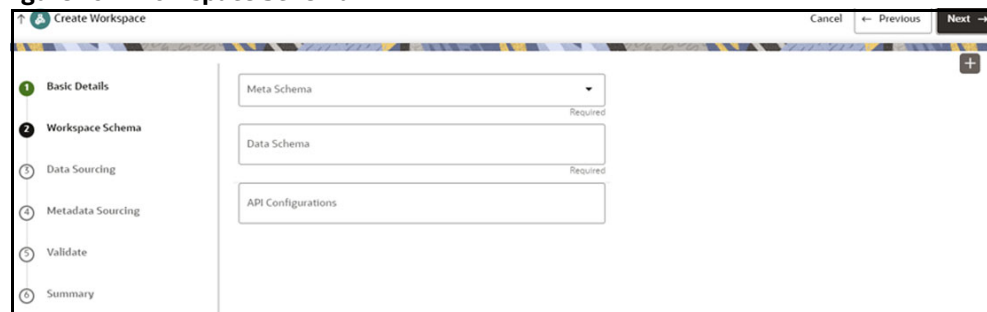 Create Workspace
Cancel
← Previous
Next →
1 Basic Details
2 Workspace Schema
3 Data Sourcing
4 Metadata Sourcing
5 Validate
6 Summary
Meta Schema
Required
Data Schema
Required
API Configurations